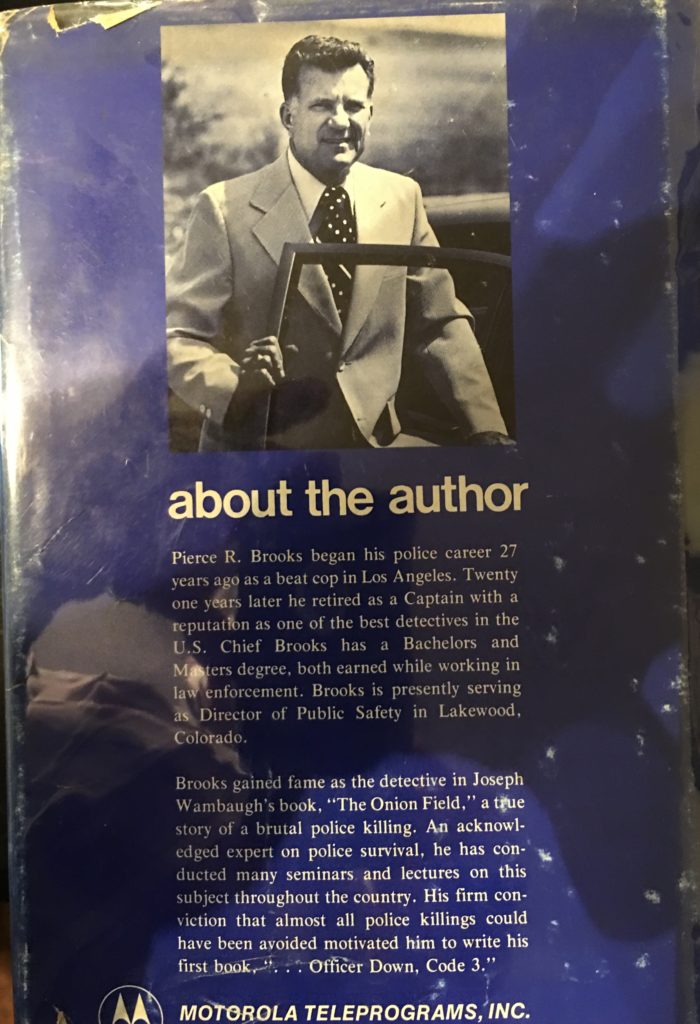 about the author
Pierce R. Brooks began his police career 27
years ago as a beat cop in Los Angeles. Twenty
one years later he retired as a Captain with a
reputation as one of the best detectives in the
U.S. Chief Brooks has a Bachelors and
Masters degree, both earned while working in
law enforcement. Brooks is presently serving
as Director of Public Safety in Lakewood,
Colorado.
Brooks gained fame as the detective in Joseph
Wambaugh's book, “The Onion Field,” a true
story of a brutal police killing. An acknowl-
edged expert on police survival, he has con-
ducted many seminars and lectures on this
subject throughout the country. His firm con-
viction that almost all police killings could
have been avoided motivated him to write his
first book, “. . . Officer Down, Code 3.”
MOTOROLA TELEPROGRAMS, INC.